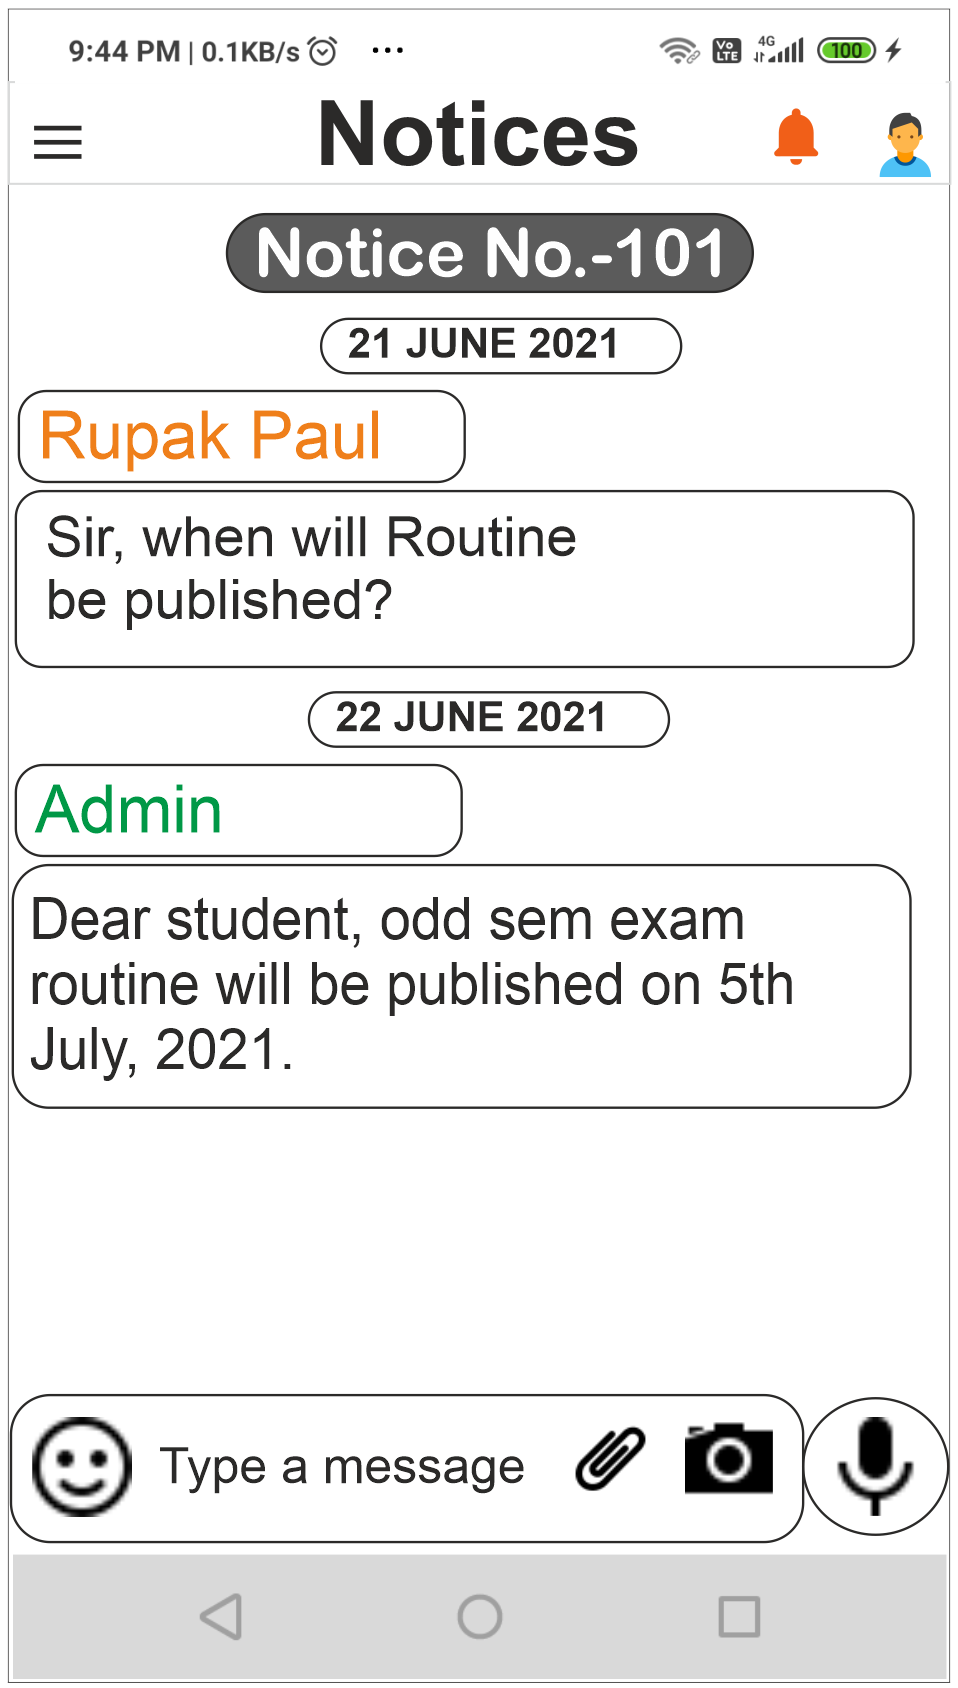 9:44 PM | 0.1KB/s ...
Vo LTE 4G 100
Notices
Notice No.-101
21 JUNE 2021
Rupak Paul
Sir, when will Routine
be published?
22 JUNE 2021
Admin
Dear student, odd sem exam
routine will be published on 5th
July, 2021.
Type a message